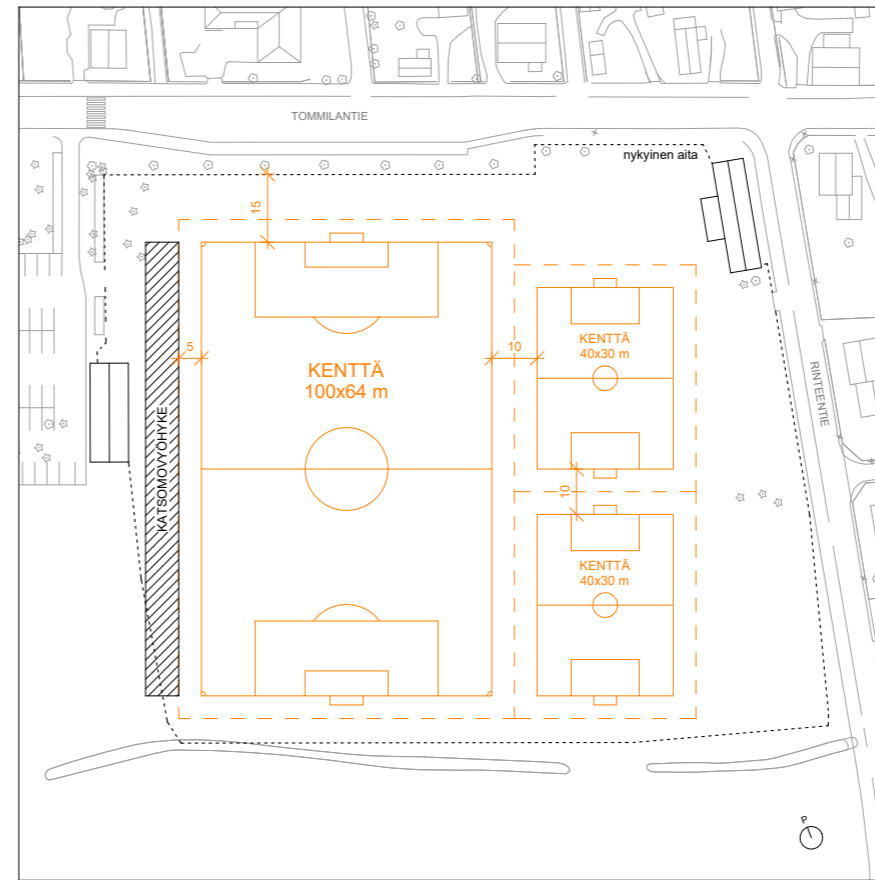 TOMMILANTIE
nykyinen aita
15
5
10
KENTTÄ
100x64 m
KENTTÄ
40x30 m
RINTEENTIE
KATSOMOVYÖHYKE
10
KENTTÄ
40x30 m
P